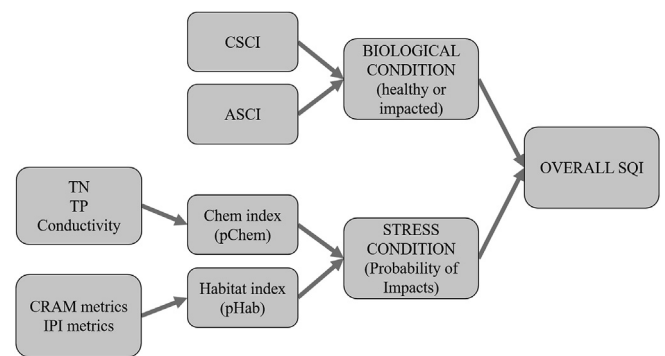 CSCI
ASCI
BIOLOGICAL
CONDITION
(healthy or
impacted)
OVERALL SQI
TN
TP
Conductivity
Chem index
(pChem)
STRESS
CONDITION
(Probability of
Impacts)
CRAM metrics
IPI metrics
Habitat index
(pHab)